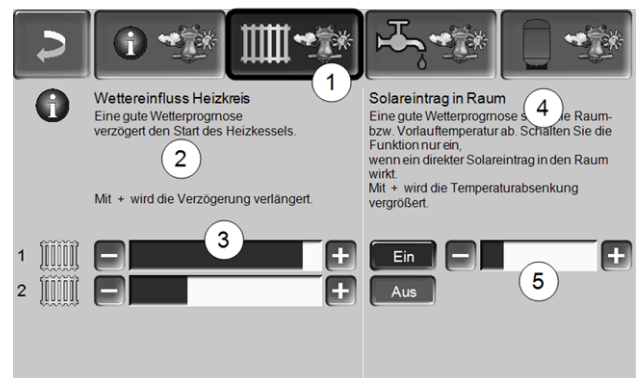 1
Wettereinfluss Heizkreis
Eine gute Wetterprogrnose
verzögert den Start des Heizkessels.
2
Mit + wird die Verzögerung verlängert.
Solareintrag in Raum
4
Eine gute Wetterprognose Raum-
bzw. Vorlauftemperatur ab. Schalten Sie die
Funktion nur ein,
wenn ein direkter Solareintrag in den Raum
wirkt.
Mit + wird die Temperaturabsenkung
vergrößert.
3
1 - +
2 - +
Ein - +
Aus
5